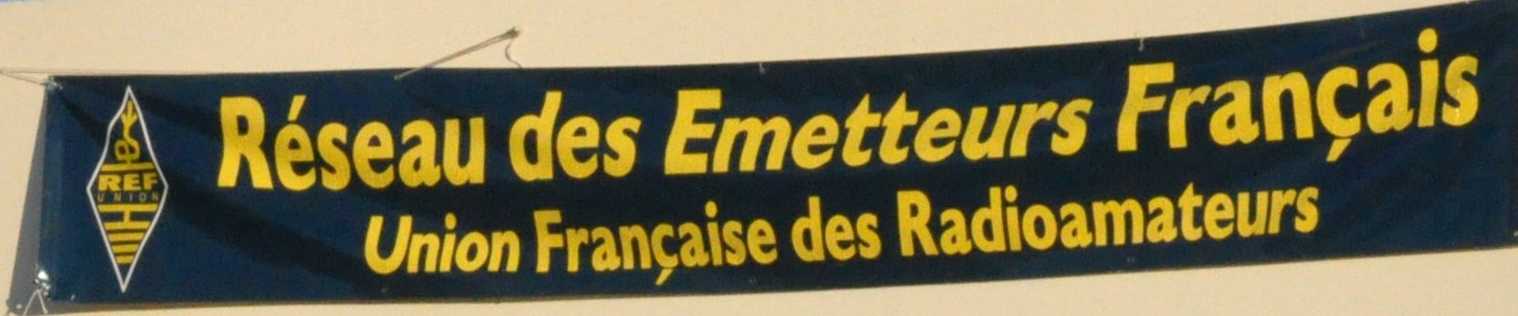 Réseau des Emetteurs Français
Union Française des Radioamateurs
REF
UNION